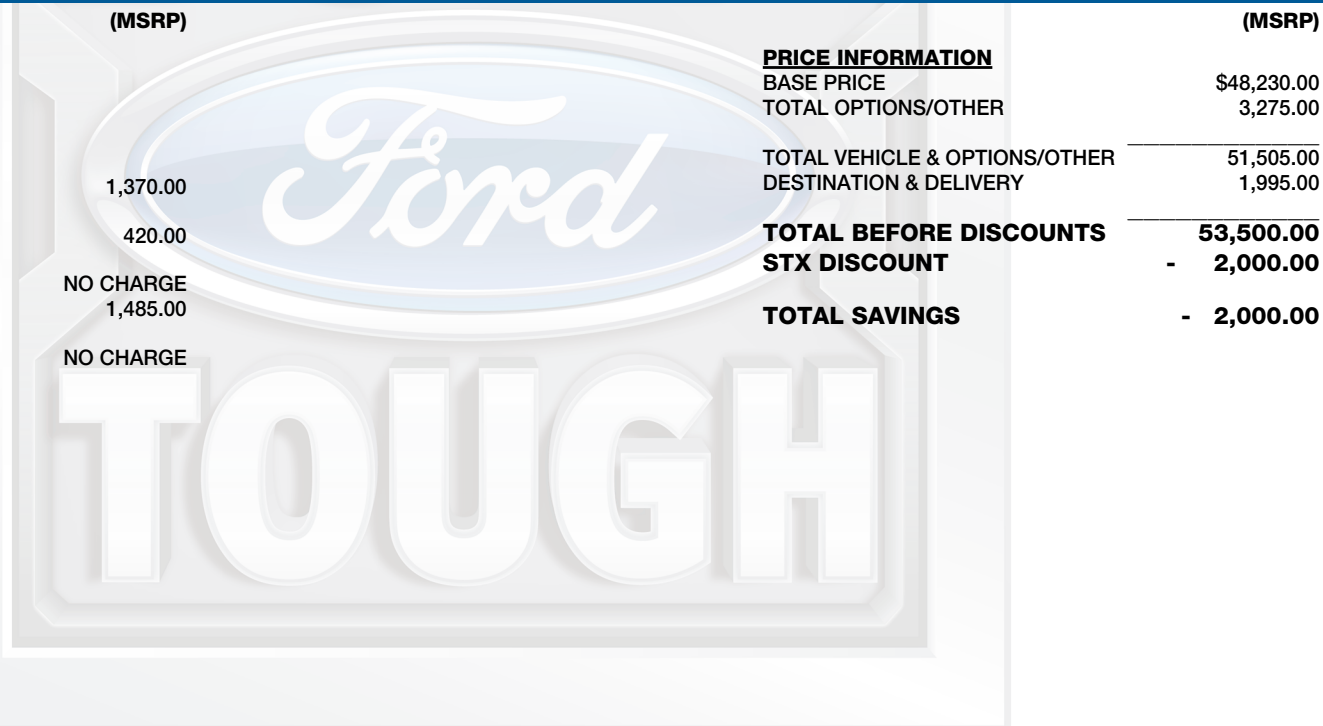 (MSRP)
1,370.00
420.00
NO CHARGE
1,485.00
NO CHARGE
Ford
TOUGH
(MSRP)
PRICE INFORMATION
BASE PRICE $48,230.00
TOTAL OPTIONS/OTHER 3,275.00
TOTAL VEHICLE & OPTIONS/OTHER 51,505.00
DESTINATION & DELIVERY 1,995.00
TOTAL BEFORE DISCOUNTS 53,500.00
STX DISCOUNT - 2,000.00
TOTAL SAVINGS - 2,000.00